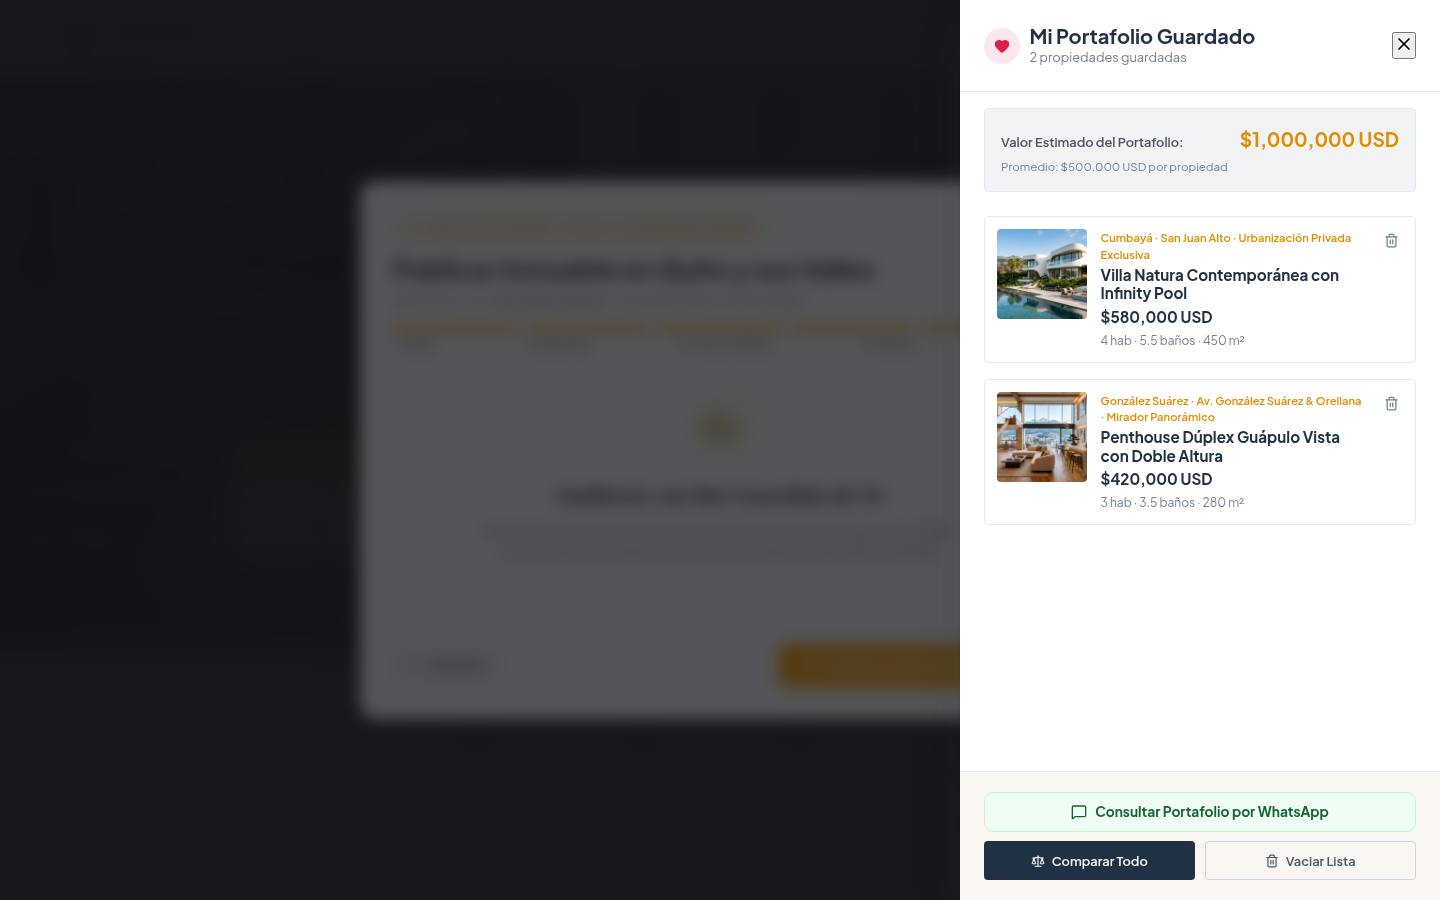 Mi Portafolio Guardado
2 propiedades guardadas
Valor Estimado del Portafolio:
$1,000,000 USD
Promedio: $500,000 USD por propiedad
Cumbayá · San Juan Alto · Urbanización Privada
Exclusiva
Villa Natura Contemporánea con
Infinity Pool
$580,000 USD
4 hab · 5.5 baños · 450 m²
González Suárez · Av. González Suárez & Orellana
· Mirador Panorámico
Penthouse Dúplex Guápulo Vista
con Doble Altura
$420,000 USD
3 hab · 3.5 baños · 280 m²
Consultar Portafolio por WhatsApp
Comparar Todo
Vaciar Lista